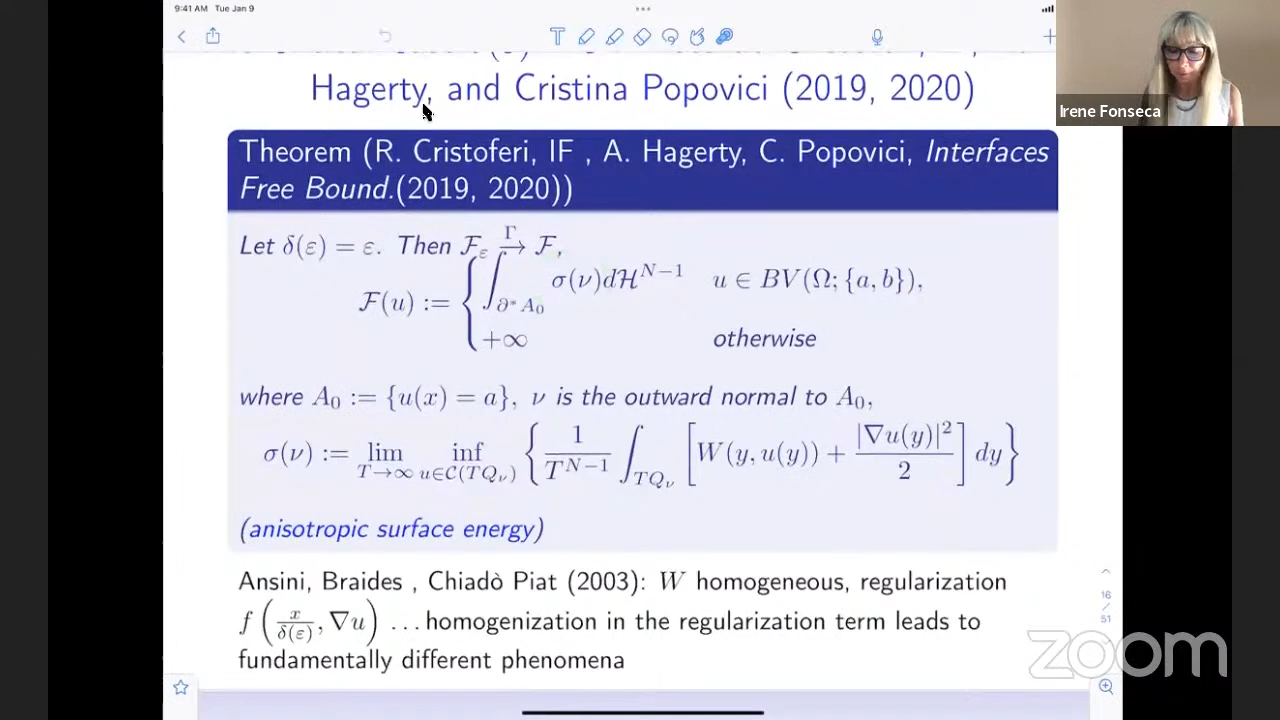 9:41 AM Tue Jan 9
Irene Fonseca
Hagerty, and Cristina Popovici (2019, 2020)
Theorem (R. Cristoferi, IF , A. Hagerty, C. Popovici, Interfaces
Free Bound.(2019, 2020))
Let δ(ε) = ε. Then F_ε →^Γ F,
F(u) := { ∫_{∂*A_0} σ(ν)dH^{N−1} u ∈ BV(Ω; {a, b}),
+∞ otherwise
where A_0 := {u(x) = a}, ν is the outward normal to A_0,
σ(ν) := lim_{T→∞} inf_{u∈C(TQ_ν)} { 1/T^{N−1} ∫_{TQ_ν} [ W(y, u(y)) + |∇u(y)|^2/2 ] dy }
(anisotropic surface energy)
Ansini, Braides , Chiadò Piat (2003): W homogeneous, regularization
f ( x/δ(ε) , ∇u ) ... homogenization in the regularization term leads to
fundamentally different phenomena
16
/
51
zoom